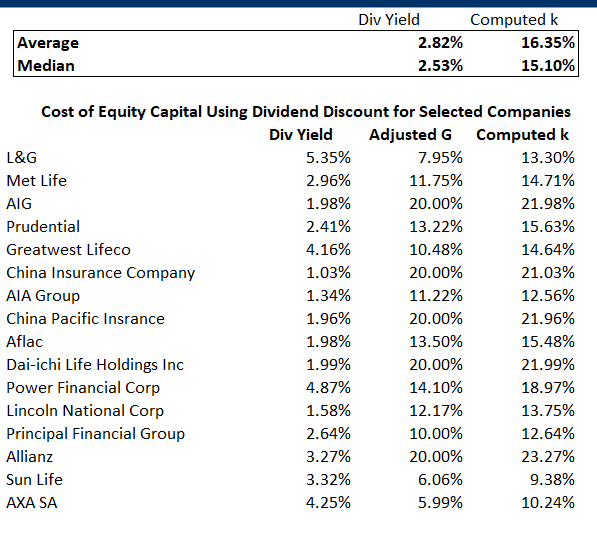 Div Yield Computed k
Average 2.82% 16.35%
Median 2.53% 15.10%
Cost of Equity Capital Using Dividend Discount for Selected Companies
Div Yield Adjusted G Computed k
L&G 5.35% 7.95% 13.30%
Met Life 2.96% 11.75% 14.71%
AIG 1.98% 20.00% 21.98%
Prudential 2.41% 13.22% 15.63%
Greatwest Lifeco 4.16% 10.48% 14.64%
China Insurance Company 1.03% 20.00% 21.03%
AIA Group 1.34% 11.22% 12.56%
China Pacific Insrance 1.96% 20.00% 21.96%
Aflac 1.98% 13.50% 15.48%
Dai-ichi Life Holdings Inc 1.99% 20.00% 21.99%
Power Financial Corp 4.87% 14.10% 18.97%
Lincoln National Corp 1.58% 12.17% 13.75%
Principal Financial Group 2.64% 10.00% 12.64%
Allianz 3.27% 20.00% 23.27%
Sun Life 3.32% 6.06% 9.38%
AXA SA 4.25% 5.99% 10.24%